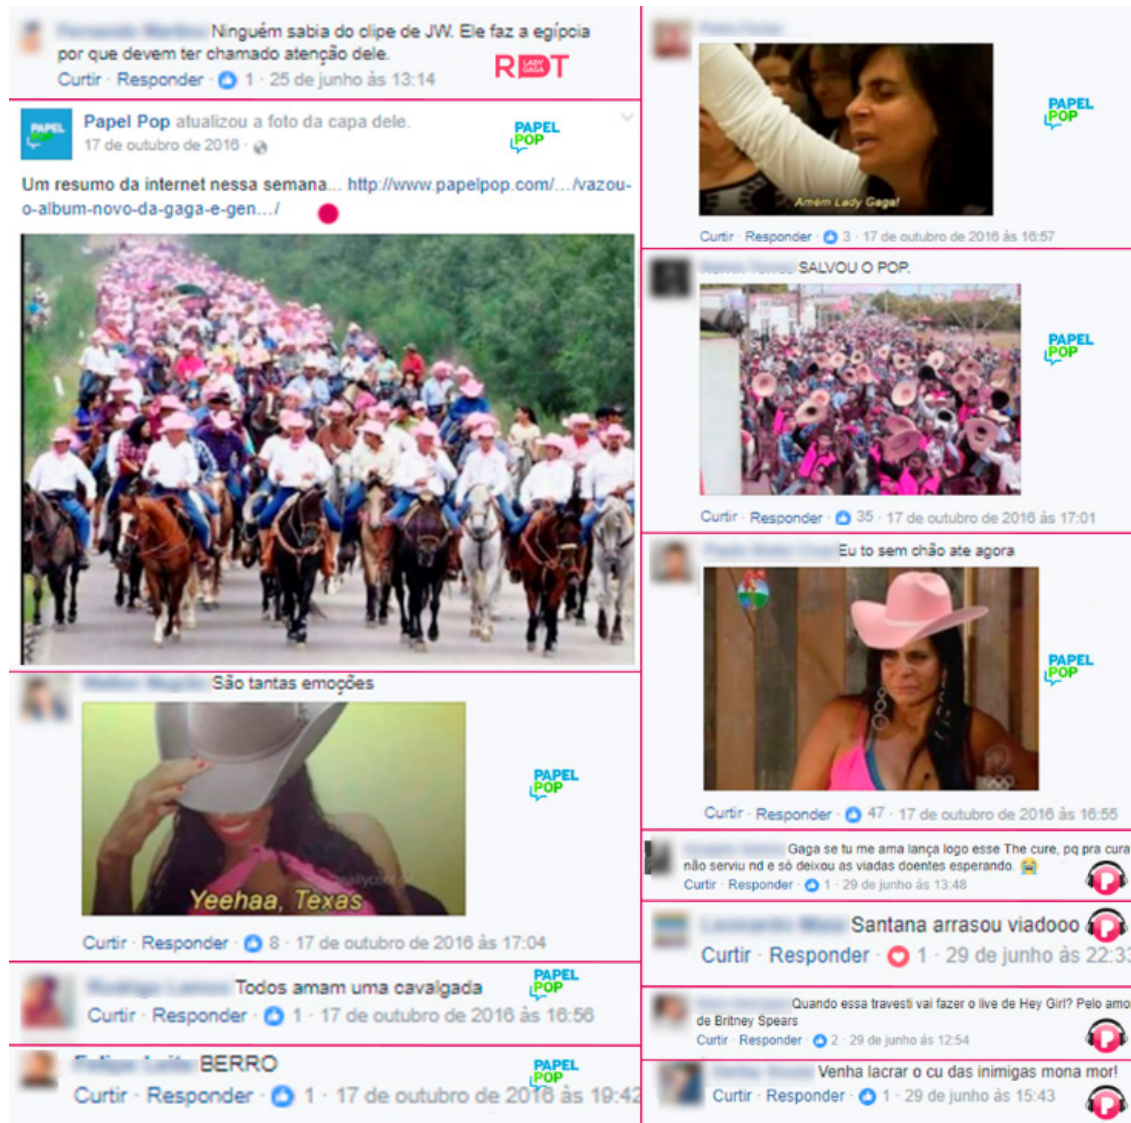 Ninguém sabia do clipe de JW. Ele faz a egípcia
por que devem ter chamado atenção dele.
Curtir · Responder · 1 · 25 de junho às 13:14
RDT
LADY
GAGA
PAPEL
POP
Papel Pop atualizou a foto da capa dele.
17 de outubro de 2016 ·
PAPEL
POP
Um resumo da internet nessa semana... http://www.papelpop.com/.../vazou-
o-album-novo-da-gaga-e-gen.../
São tantas emoções
Yeehaa, Texas
PAPEL
POP
Curtir · Responder · 8 · 17 de outubro de 2016 às 17:04
Todos amam uma cavalgada
PAPEL
POP
Curtir · Responder · 1 · 17 de outubro de 2016 às 16:56
BERRO
PAPEL
POP
Curtir · Responder · 1 · 17 de outubro de 2016 às 19:42
Amém Lady Gaga!
PAPEL
POP
Curtir · Responder · 3 · 17 de outubro de 2016 às 16:57
SALVOU O POP.
PAPEL
POP
Curtir · Responder · 35 · 17 de outubro de 2016 às 17:01
Eu to sem chão ate agora
PAPEL
POP
Curtir · Responder · 47 · 17 de outubro de 2016 às 16:55
Gaga se tu me ama lança logo esse The cure, pq pra cura
não serviu nd e só deixou as viadas doentes esperando.
Curtir · Responder · 1 · 29 de junho às 13:48
P
Santana arrasou viadooo
Curtir · Responder · 1 · 29 de junho às 22:33
P
Quando essa travesti vai fazer o live de Hey Girl? Pelo amo
de Britney Spears
Curtir · Responder · 2 · 29 de junho às 12:54
P
Venha lacrar o cu das inimigas mona mor!
Curtir · Responder · 1 · 29 de junho às 15:43
P